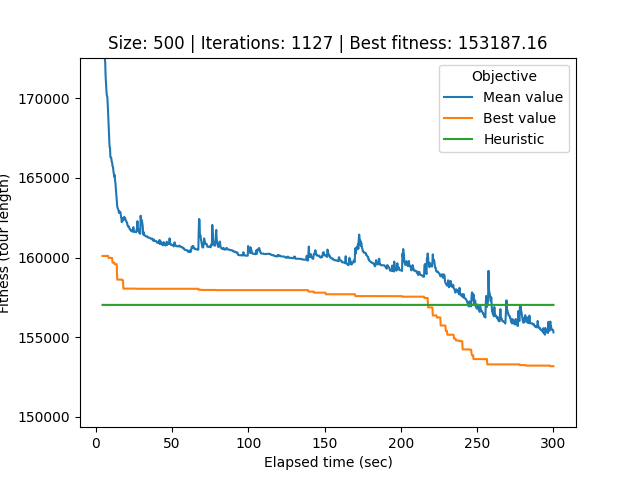 Size: 500 | Iterations: 1127 | Best fitness: 153187.16
Fitness (tour length)
170000
165000
160000
155000
150000
Objective
Mean value
Best value
Heuristic
0 50 100 150 200 250 300
Elapsed time (sec)